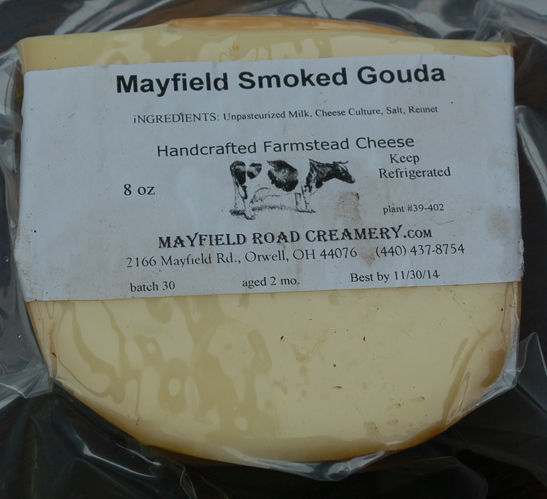 Mayfield Smoked Gouda
iNGREDIENTS: Unpasteurized Milk, Cheese Culture, Salt, Rennet
Handcrafted Farmstead Cheese
8 oz
Keep
Refrigerated
plant #39-402
MAYFIELD ROAD CREAMERY.COM
2166 Mayfield Rd., Orwell, OH 44076 (440) 437-8754
batch 30 aged 2 mo. Best by 11/30/14